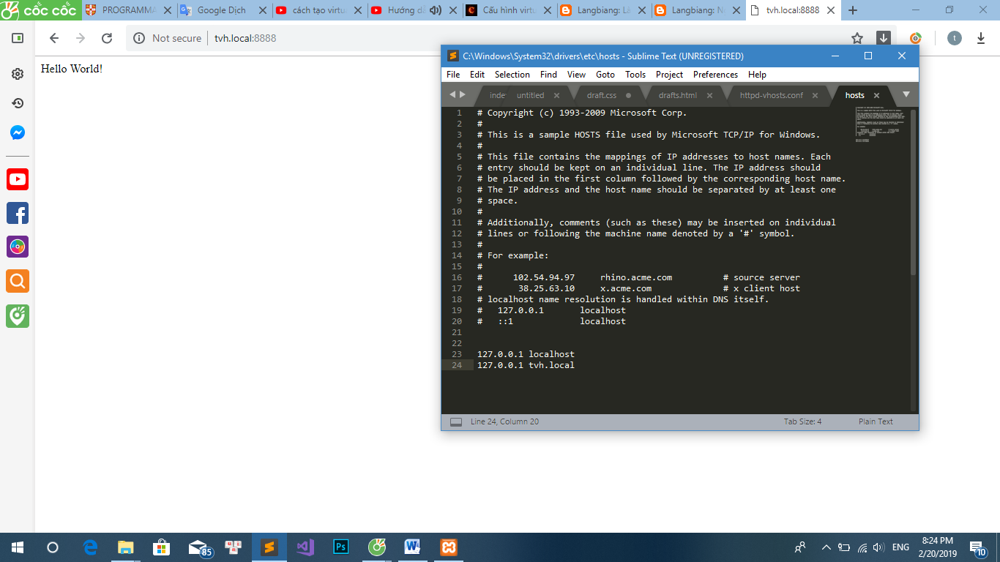 cốc cốc
PROGRAMMA
Google Dịch
cách tạo virtu
Hướng dẫ
Cấu hình virtu
Langbiang: Lậ
Langbiang: N
tvh.local:8888
Not secure
tvh.local:8888
t
Hello World!
C:\Windows\System32\drivers\etc\hosts - Sublime Text (UNREGISTERED)
File Edit Selection Find View Goto Tools Project Preferences Help
inde untitled draft.css drafts.html httpd-vhosts.conf hosts
1 # Copyright (c) 1993-2009 Microsoft Corp.
2 #
3 # This is a sample HOSTS file used by Microsoft TCP/IP for Windows.
4 #
5 # This file contains the mappings of IP addresses to host names. Each
6 # entry should be kept on an individual line. The IP address should
7 # be placed in the first column followed by the corresponding host name.
8 # The IP address and the host name should be separated by at least one
9 # space.
10 #
11 # Additionally, comments (such as these) may be inserted on individual
12 # lines or following the machine name denoted by a '#' symbol.
13 #
14 # For example:
15 #
16 #      102.54.94.97     rhino.acme.com          # source server
17 #       38.25.63.10     x.acme.com              # x client host
18 # localhost name resolution is handled within DNS itself.
19 #   127.0.0.1       localhost
20 #   ::1             localhost
21
22
23 127.0.0.1 localhost
24 127.0.0.1 tvh.local
Line 24, Column 20 Tab Size: 4 Plain Text
85
Ps
ENG
8:24 PM
2/20/2019
10